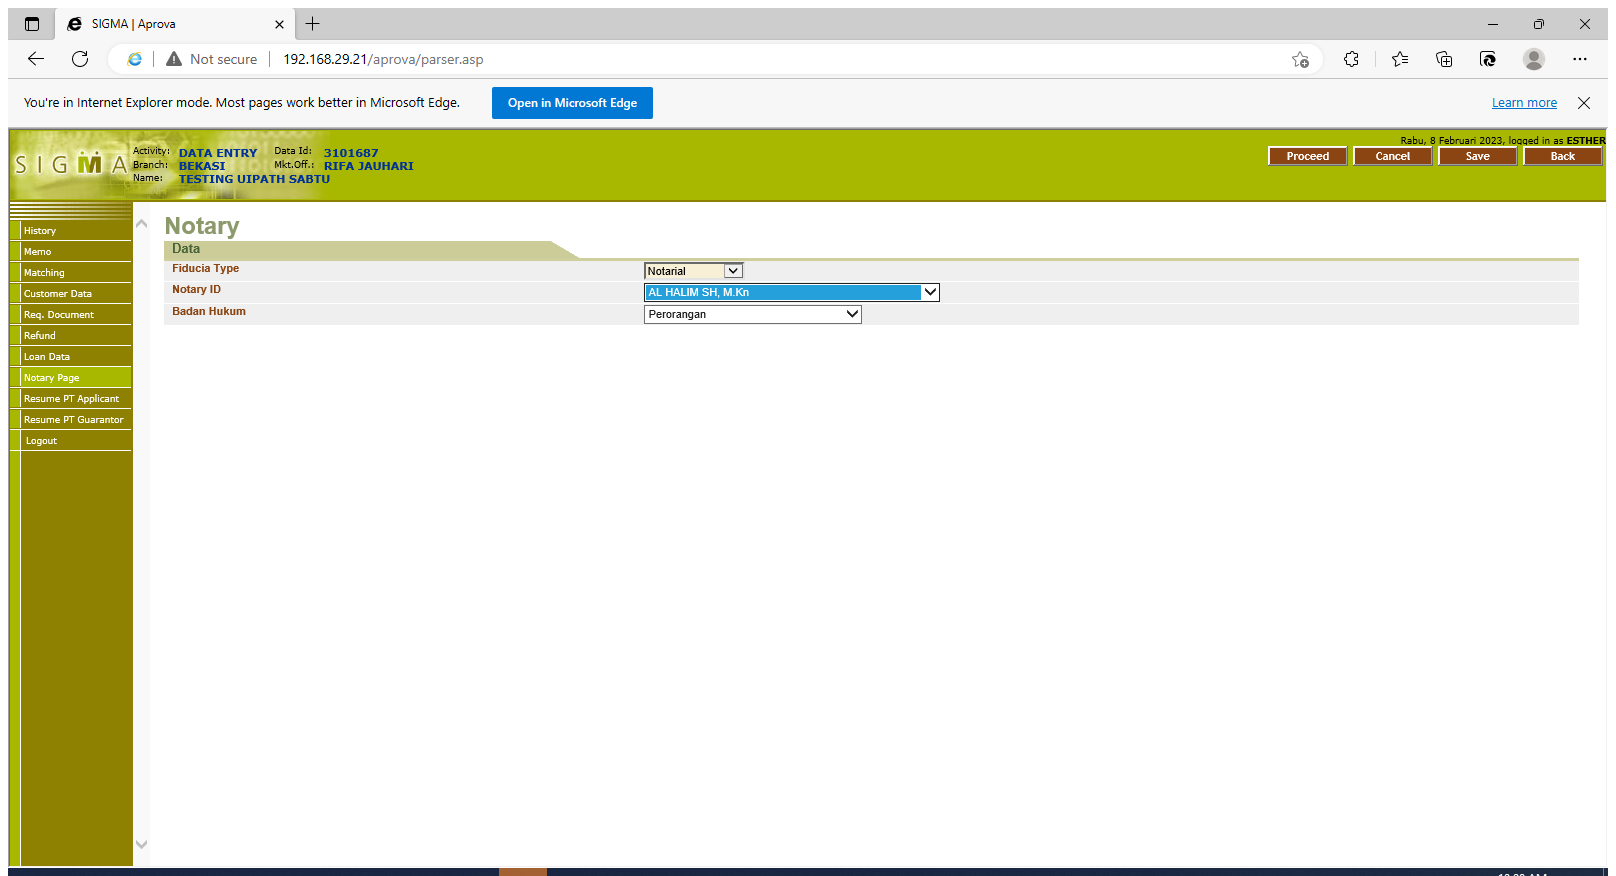 SIGMA | Aprova
Not secure
192.168.29.21/aprova/parser.asp
You're in Internet Explorer mode. Most pages work better in Microsoft Edge.
Open in Microsoft Edge
Learn more
Rabu, 8 Februari 2023, logged in as ESTHER
SIGMA
Activity: DATA ENTRY Data Id: 3101687
Branch: BEKASI Mkt.Off.: RIFA JAUHARI
Name: TESTING UIPATH SABTU
Proceed Cancel Save Back
History
Memo
Matching
Customer Data
Req. Document
Refund
Loan Data
Notary Page
Resume PT Applicant
Resume PT Guarantor
Logout
Notary
Data
Fiducia Type Notarial
Notary ID AL HALIM SH, M.Kn
Badan Hukum Perorangan